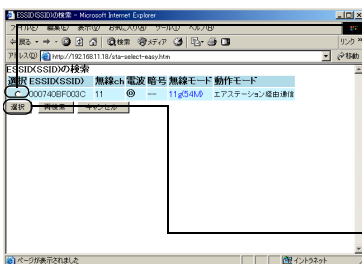 ESSID(SSID)の検索 - Microsoft Internet Explorer
ファイル(F) 編集(E) 表示(V) お気に入り(A) ツール(T) ヘルプ(H)
戻る 検索 お気に入り メディア
アドレス(D) http://192.168.11.18/sta-select-easy.htm 移動 リンク
ESSID(SSID)の検索
選択 ESSID(SSID) 無線ch 電波 暗号 無線モード 動作モード
000740BF003C 11 ◎ -- 11g(54M) エアステーション経由通信
選択 再検索 キャンセル
ページが表示されました イントラネット